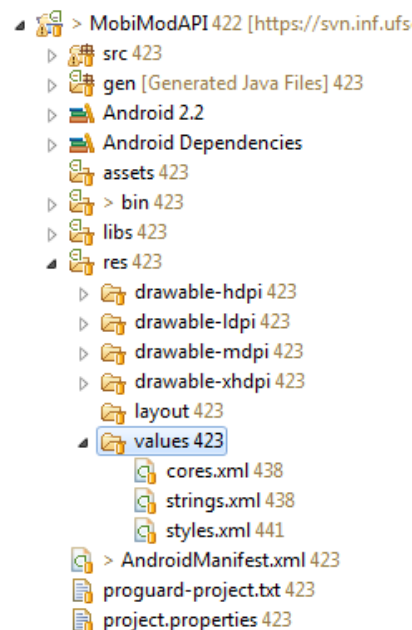 > MobiModAPI 422 [https://svn.inf.ufs
src 423
gen [Generated Java Files] 423
Android 2.2
Android Dependencies
assets 423
> bin 423
libs 423
res 423
drawable-hdpi 423
drawable-ldpi 423
drawable-mdpi 423
drawable-xhdpi 423
layout 423
values 423
cores.xml 438
strings.xml 438
styles.xml 441
> AndroidManifest.xml 423
proguard-project.txt 423
project.properties 423